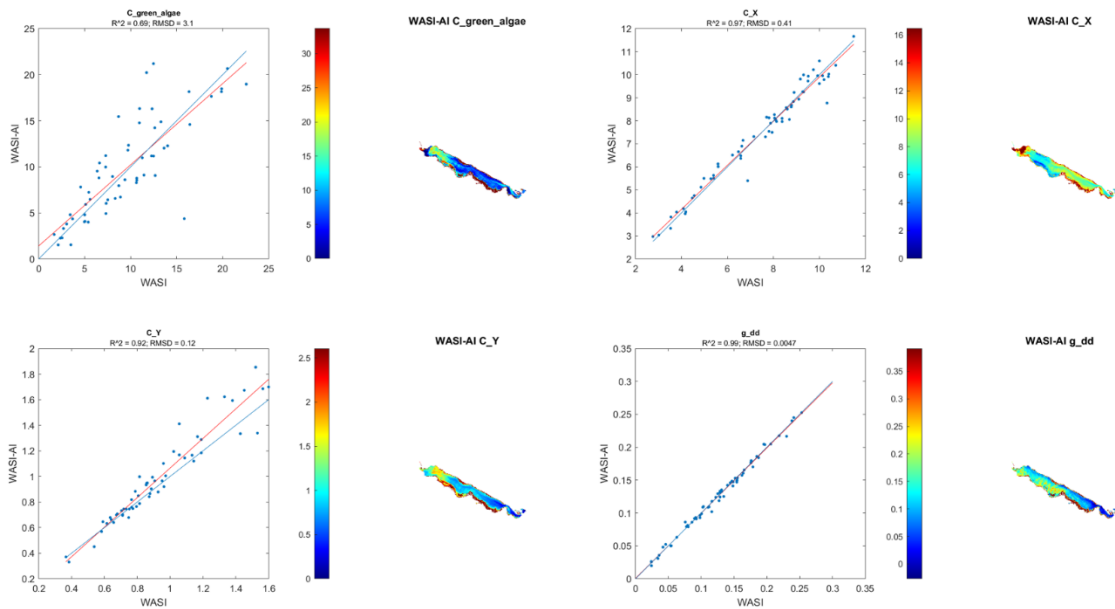 C_green_algae
R^2 = 0.69; RMSD = 3.1
25
20
15
10
5
0
0 5 10 15 20 25
WASI-AI
WASI
30
25
20
15
10
5
0
WASI-AI C_green_algae
C_X
R^2 = 0.97; RMSD = 0.41
12
11
10
9
8
7
6
5
4
3
2
2 4 6 8 10 12
WASI-AI
WASI
16
14
12
10
8
6
4
2
0
WASI-AI C_X
C_Y
R^2 = 0.92; RMSD = 0.12
2
1.8
1.6
1.4
1.2
1
0.8
0.6
0.4
0.2
0.2 0.4 0.6 0.8 1 1.2 1.4 1.6
WASI-AI
WASI
2.5
2
1.5
1
0.5
0
WASI-AI C_Y
g_dd
R^2 = 0.99; RMSD = 0.0047
0.35
0.3
0.25
0.2
0.15
0.1
0.05
0
0 0.05 0.1 0.15 0.2 0.25 0.3 0.35
WASI-AI
WASI
0.35
0.3
0.25
0.2
0.15
0.1
0.05
0
WASI-AI g_dd